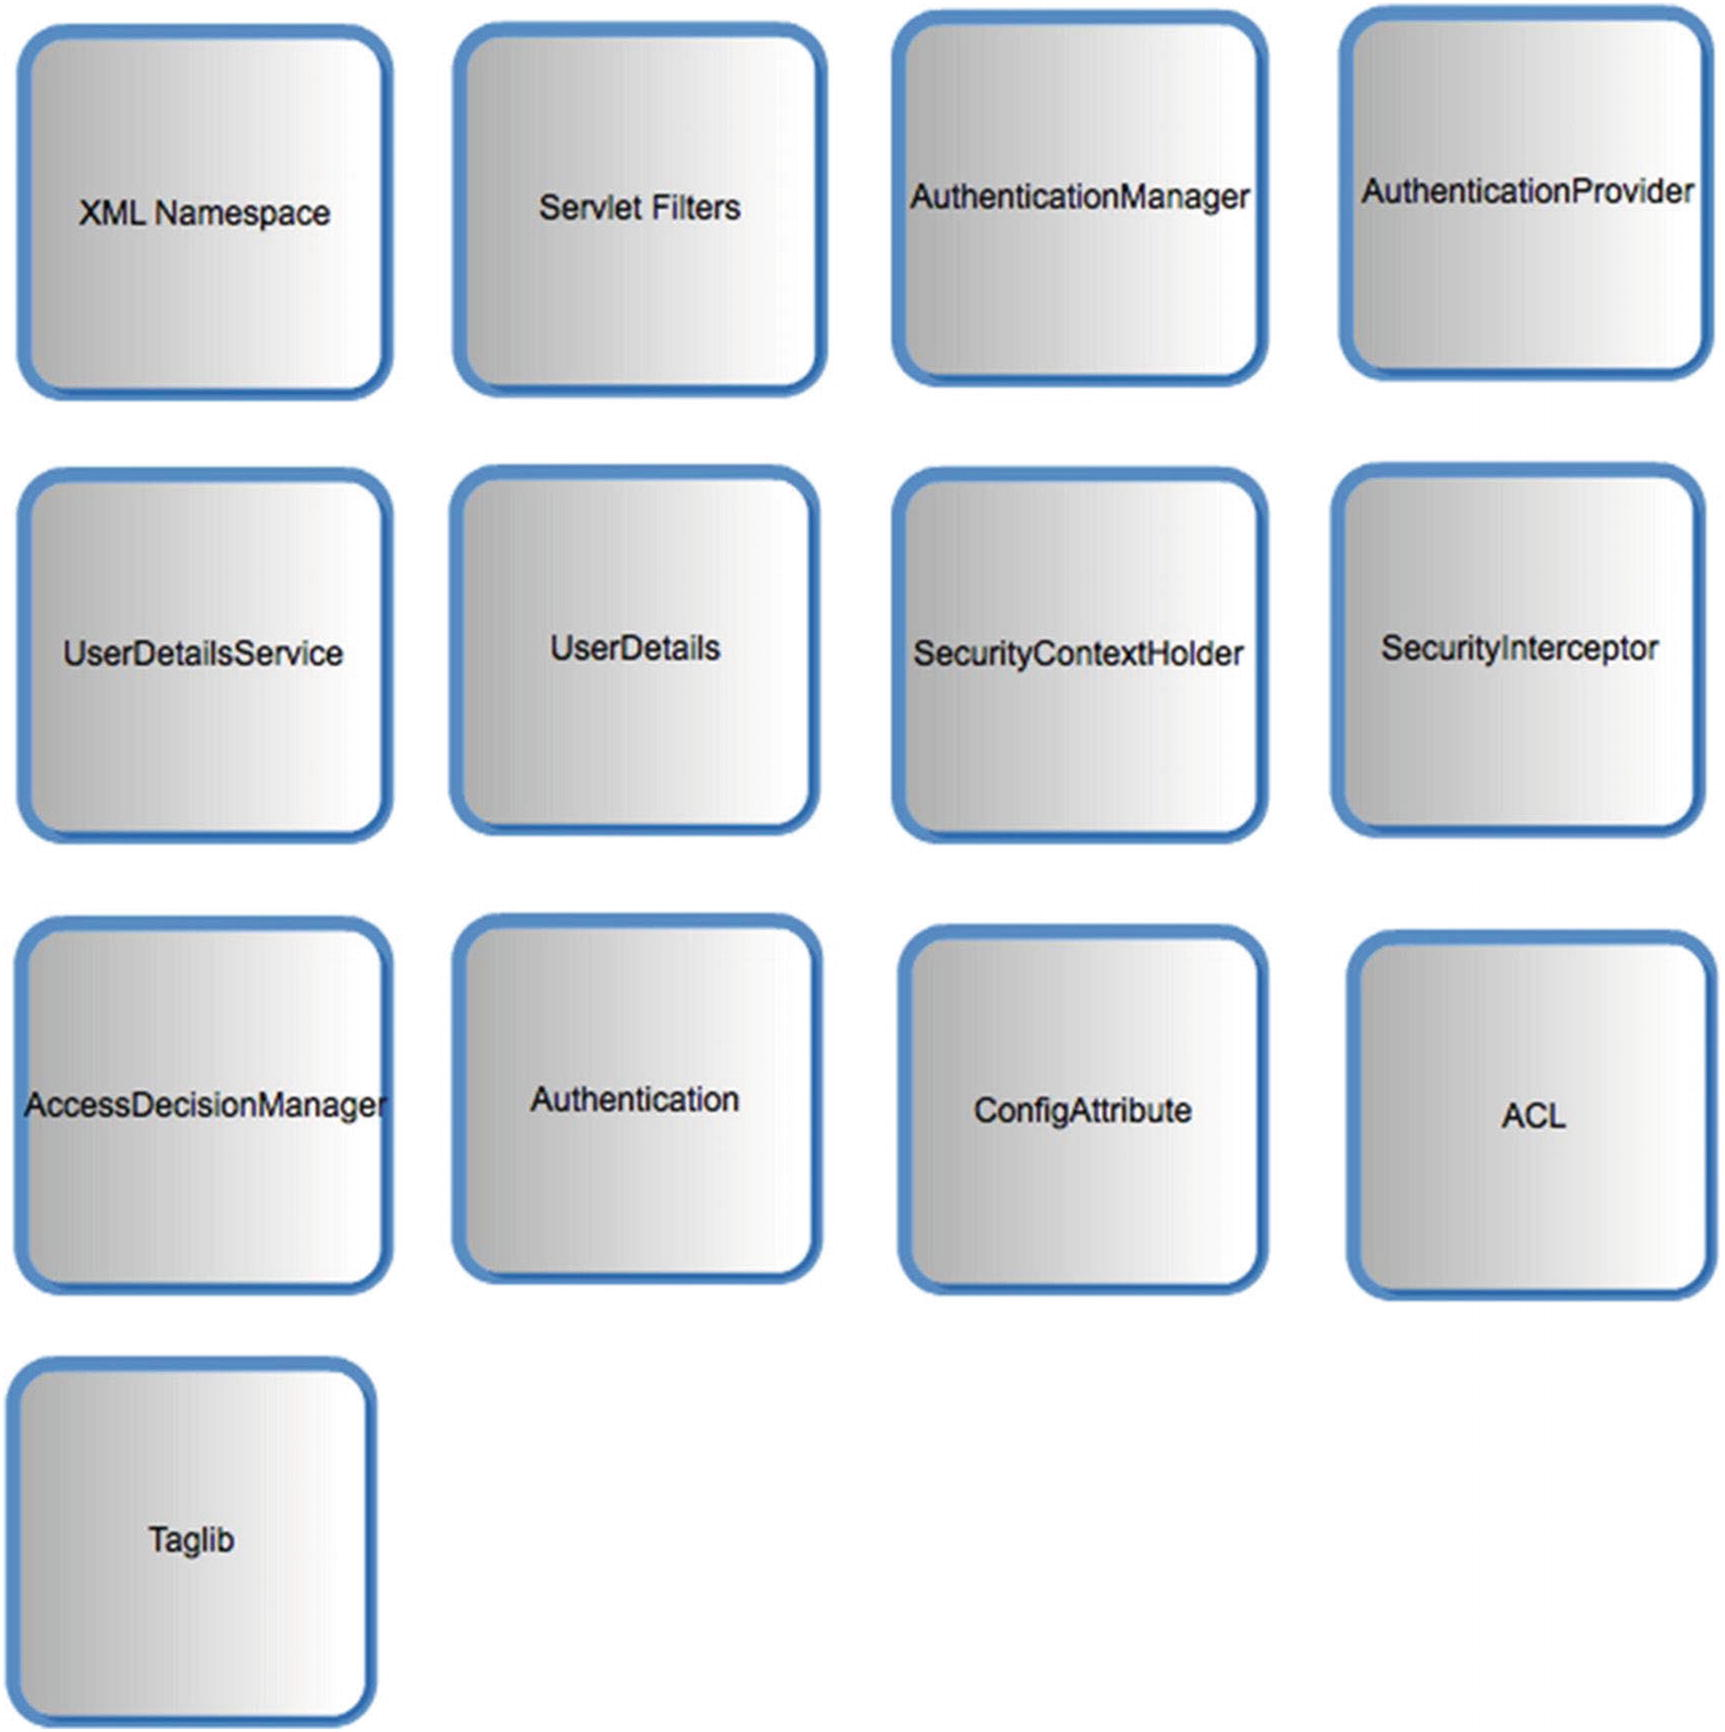 XML Namespace
Servlet Filters
AuthenticationManager
AuthenticationProvider
UserDetailsService
UserDetails
SecurityContextHolder
SecurityInterceptor
AccessDecisionManager
Authentication
ConfigAttribute
ACL
Taglib